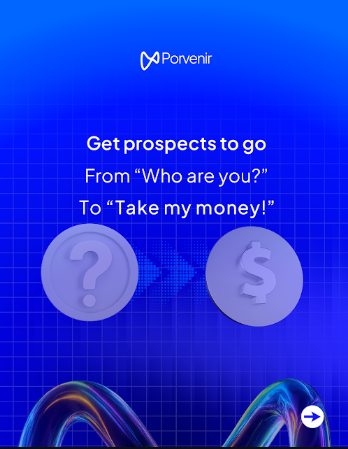 Porvenir
Get prospects to go
From “Who are you?”
To “Take my money!”
?
$